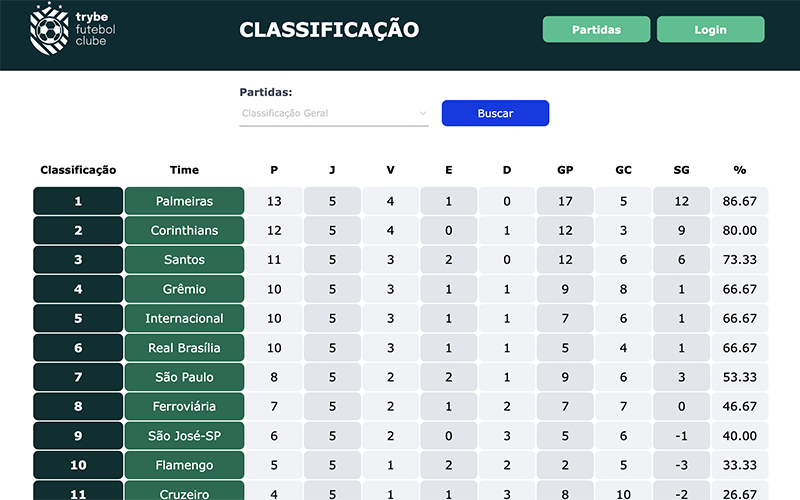 trybe
futebol
clube
CLASSIFICAÇÃO
Partidas
Login
Partidas:
Classificação Geral
Buscar
Classificação Time P J V E D GP GC SG %
1 Palmeiras 13 5 4 1 0 17 5 12 86.67
2 Corinthians 12 5 4 0 1 12 3 9 80.00
3 Santos 11 5 3 2 0 12 6 6 73.33
4 Grêmio 10 5 3 1 1 9 8 1 66.67
5 Internacional 10 5 3 1 1 7 6 1 66.67
6 Real Brasília 10 5 3 1 1 5 4 1 66.67
7 São Paulo 8 5 2 2 1 9 6 3 53.33
8 Ferroviária 7 5 2 1 2 7 7 0 46.67
9 São José-SP 6 5 2 0 3 5 6 -1 40.00
10 Flamengo 5 5 1 2 2 2 5 -3 33.33
11 Cruzeiro 4 5 1 1 3 8 10 -2 26.67